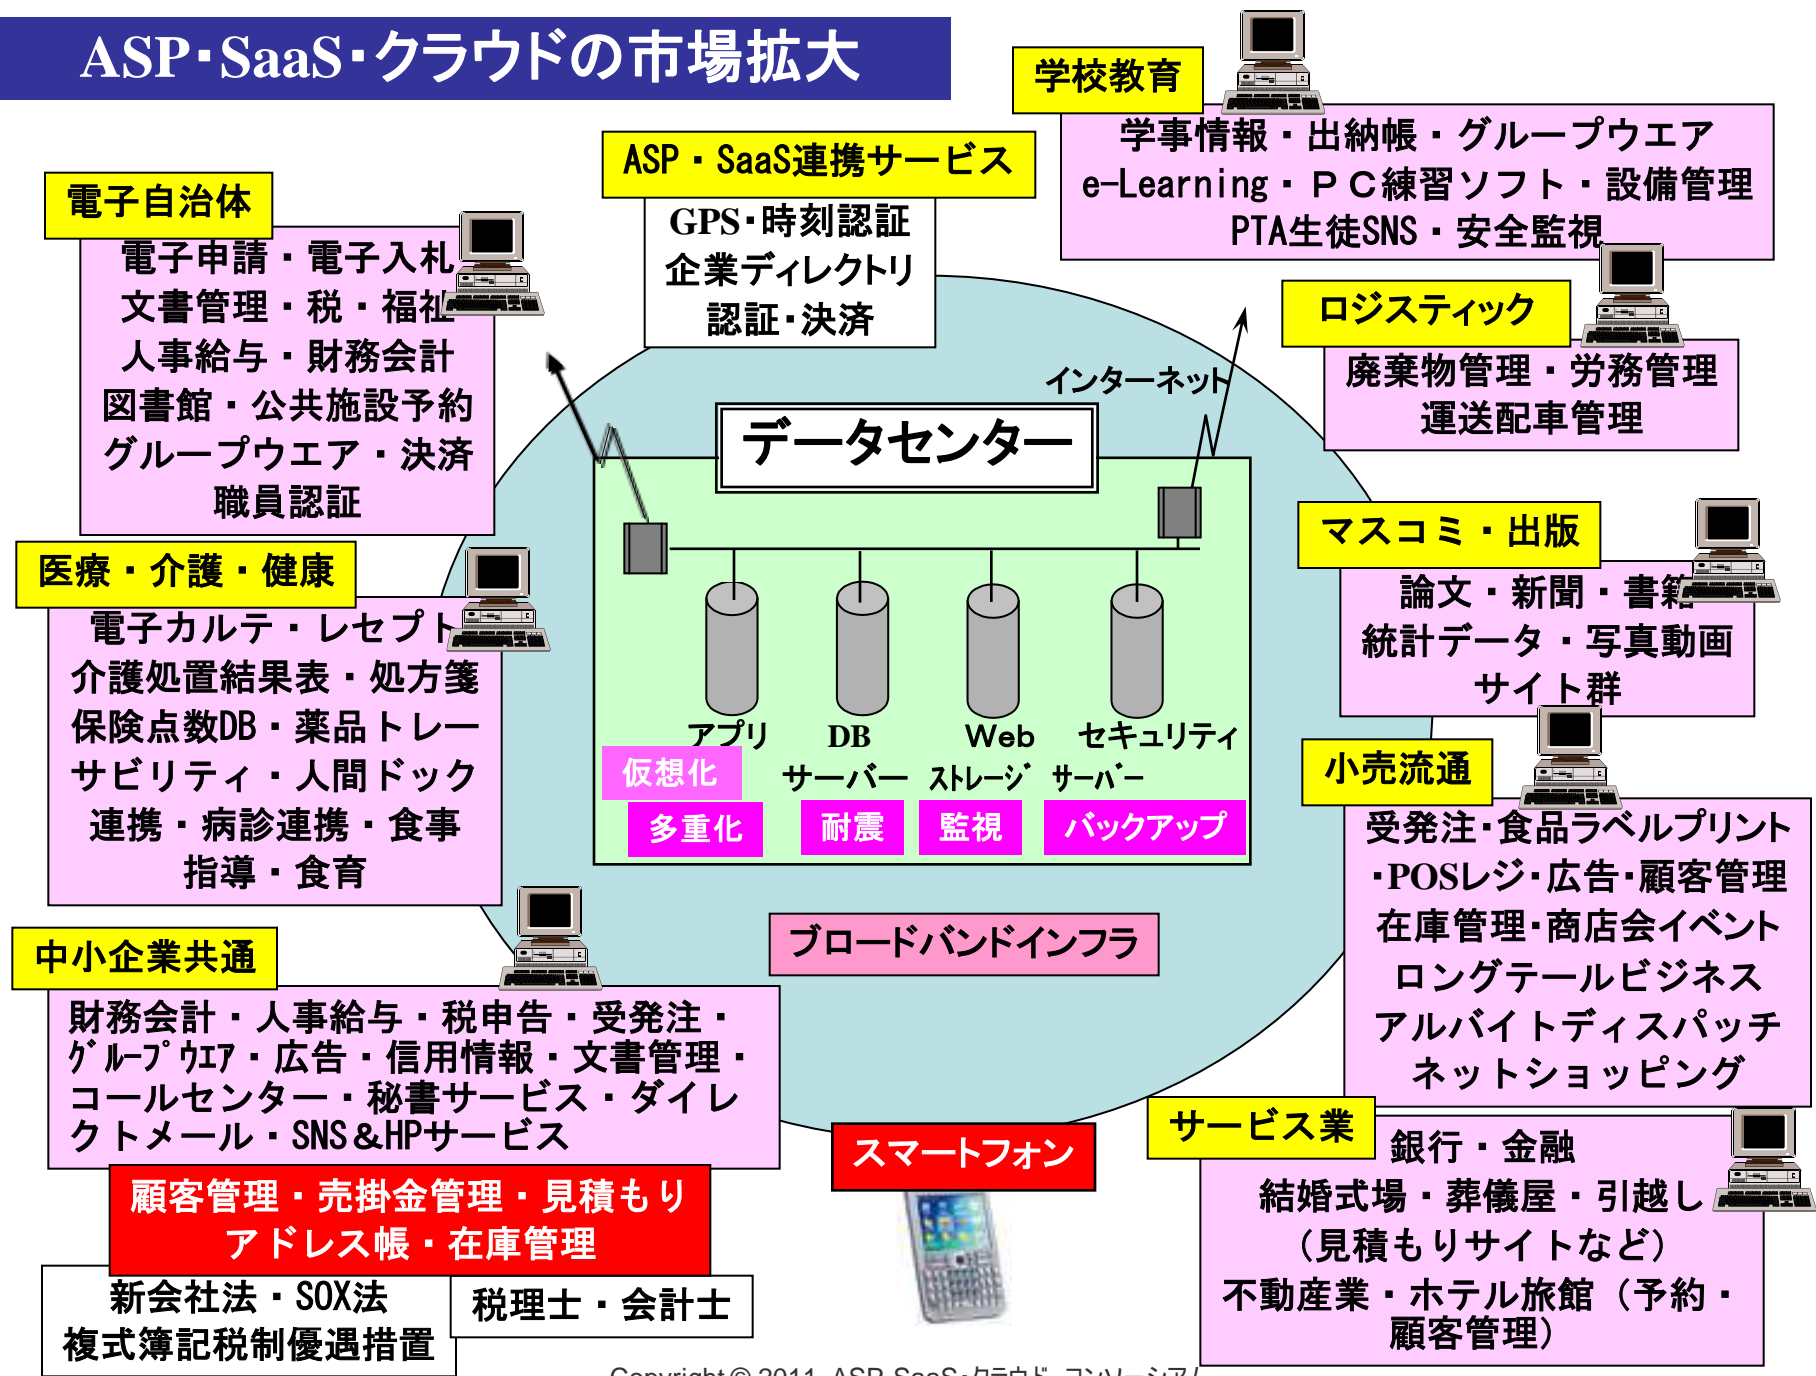 ASP・SaaS・クラウドの市場拡大
学校教育
学事情報・出納帳・グループウエア
e-Learning・PC練習ソフト・設備管理
PTA生徒SNS・安全監視
ASP・SaaS連携サービス
GPS・時刻認証
企業ディレクトリ
認証・決済
電子自治体
電子申請・電子入札
文書管理・税・福祉
人事給与・財務会計
図書館・公共施設予約
グループウエア・決済
職員認証
ロジスティック
廃棄物管理・労務管理
運送配車管理
インターネット
データセンター
マスコミ・出版
論文・新聞・書籍
統計データ・写真動画
サイト群
医療・介護・健康
電子カルテ・レセプト
介護処置結果表・処方箋
保険点数DB・薬品トレー
サビリティ・人間ドック
連携・病診連携・食事
指導・食育
アプリ DB Web セキュリティ
サーバー ストレージ サーバー
仮想化
多重化 耐震 監視 バックアップ
小売流通
受発注・食品ラベルプリント
・POSレジ・広告・顧客管理
在庫管理・商店会イベント
ロングテールビジネス
アルバイトディスパッチ
ネットショッピング
ブロードバンドインフラ
中小企業共通
財務会計・人事給与・税申告・受発注・
グループウエア・広告・信用情報・文書管理・
コールセンター・秘書サービス・ダイレ
クトメール・SNS&HPサービス
顧客管理・売掛金管理・見積もり
アドレス帳・在庫管理
新会社法・SOX法
複式簿記税制優遇措置
税理士・会計士
スマートフォン
サービス業
銀行・金融
結婚式場・葬儀屋・引越し
(見積もりサイトなど)
不動産業・ホテル旅館（予約・
顧客管理）
Copyright © 2011 ASP・SaaS・クラウド コンソーシアム